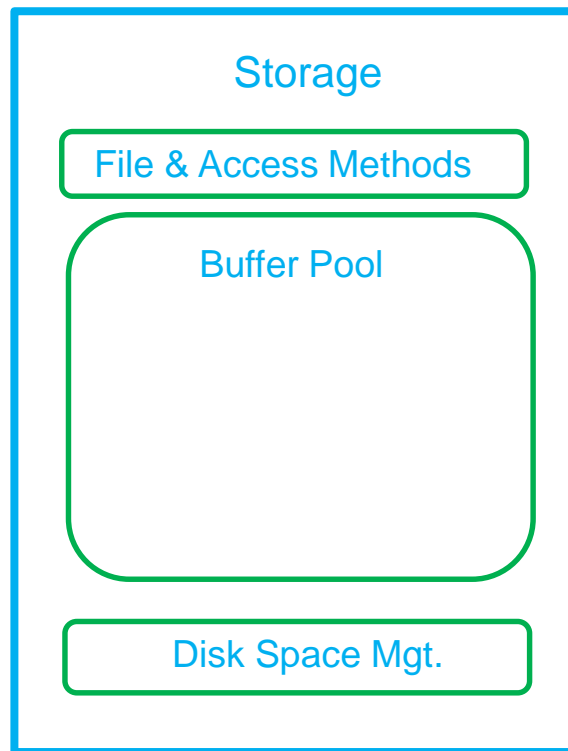 Storage
File & Access Methods
Buffer Pool
Disk Space Mgt.